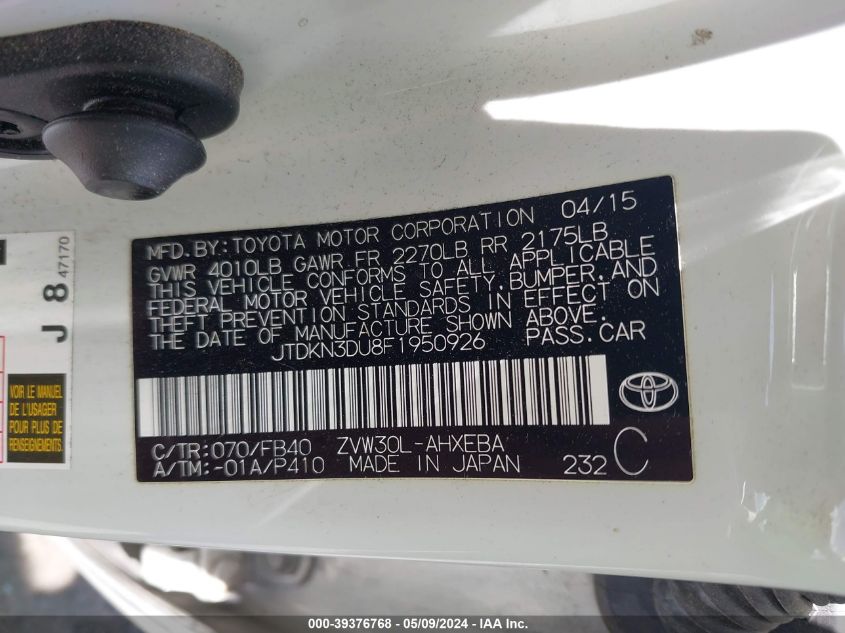 MFD. BY: TOYOTA MOTOR CORPORATION 04/15
GVWR 4010LB GAWR FR 2270LB RR 2175LB
THIS VEHICLE CONFORMS TO ALL APPLICABLE
FEDERAL MOTOR VEHICLE SAFETY, BUMPER, AND
THEFT PREVENTION STANDARDS IN EFFECT ON
THE DATE OF MANUFACTURE SHOWN ABOVE.
JTDKN3DU8F1950926 PASS. CAR
C/TR: 070/FB40 ZVW30L-AHXEBA
A/TM: -01A/P410 MADE IN JAPAN 232 C
J 8 47170
VOIR LE MANUEL
DE L'USAGER
POUR PLUS DE
RENSEIGNEMENTS
000-39376768 - 05/09/2024 - IAA Inc.